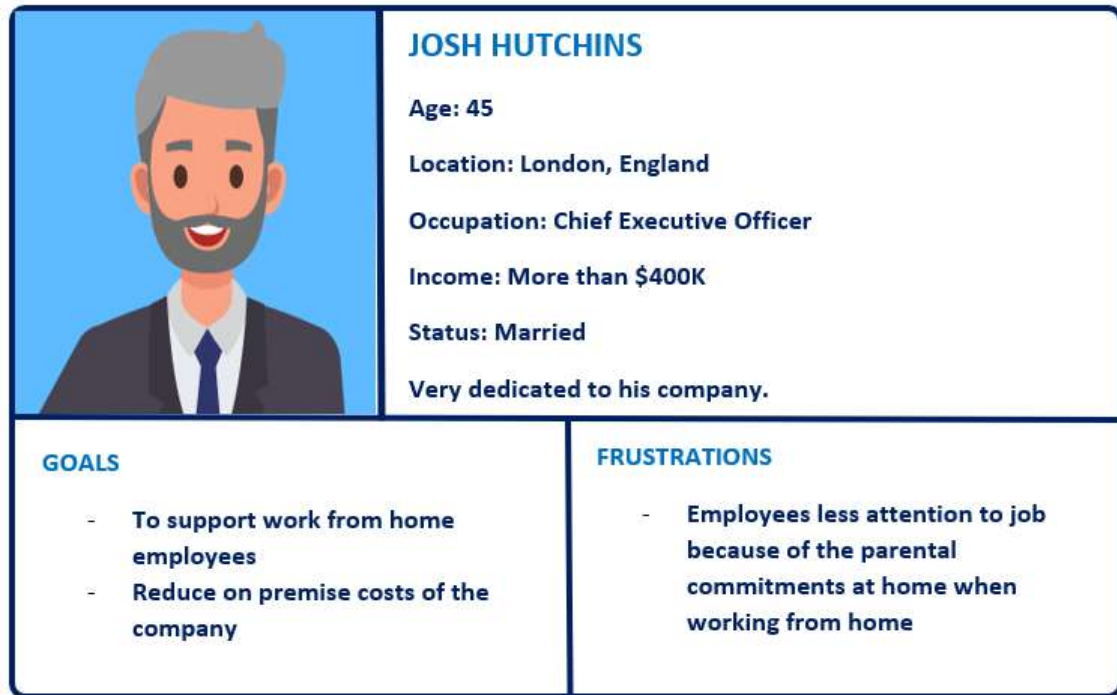 JOSH HUTCHINS
Age: 45
Location: London, England
Occupation: Chief Executive Officer
Income: More than $400K
Status: Married
Very dedicated to his company.
GOALS
- To support work from home
employees
- Reduce on premise costs of the
company
FRUSTRATIONS
- Employees less attention to job
because of the parental
commitments at home when
working from home